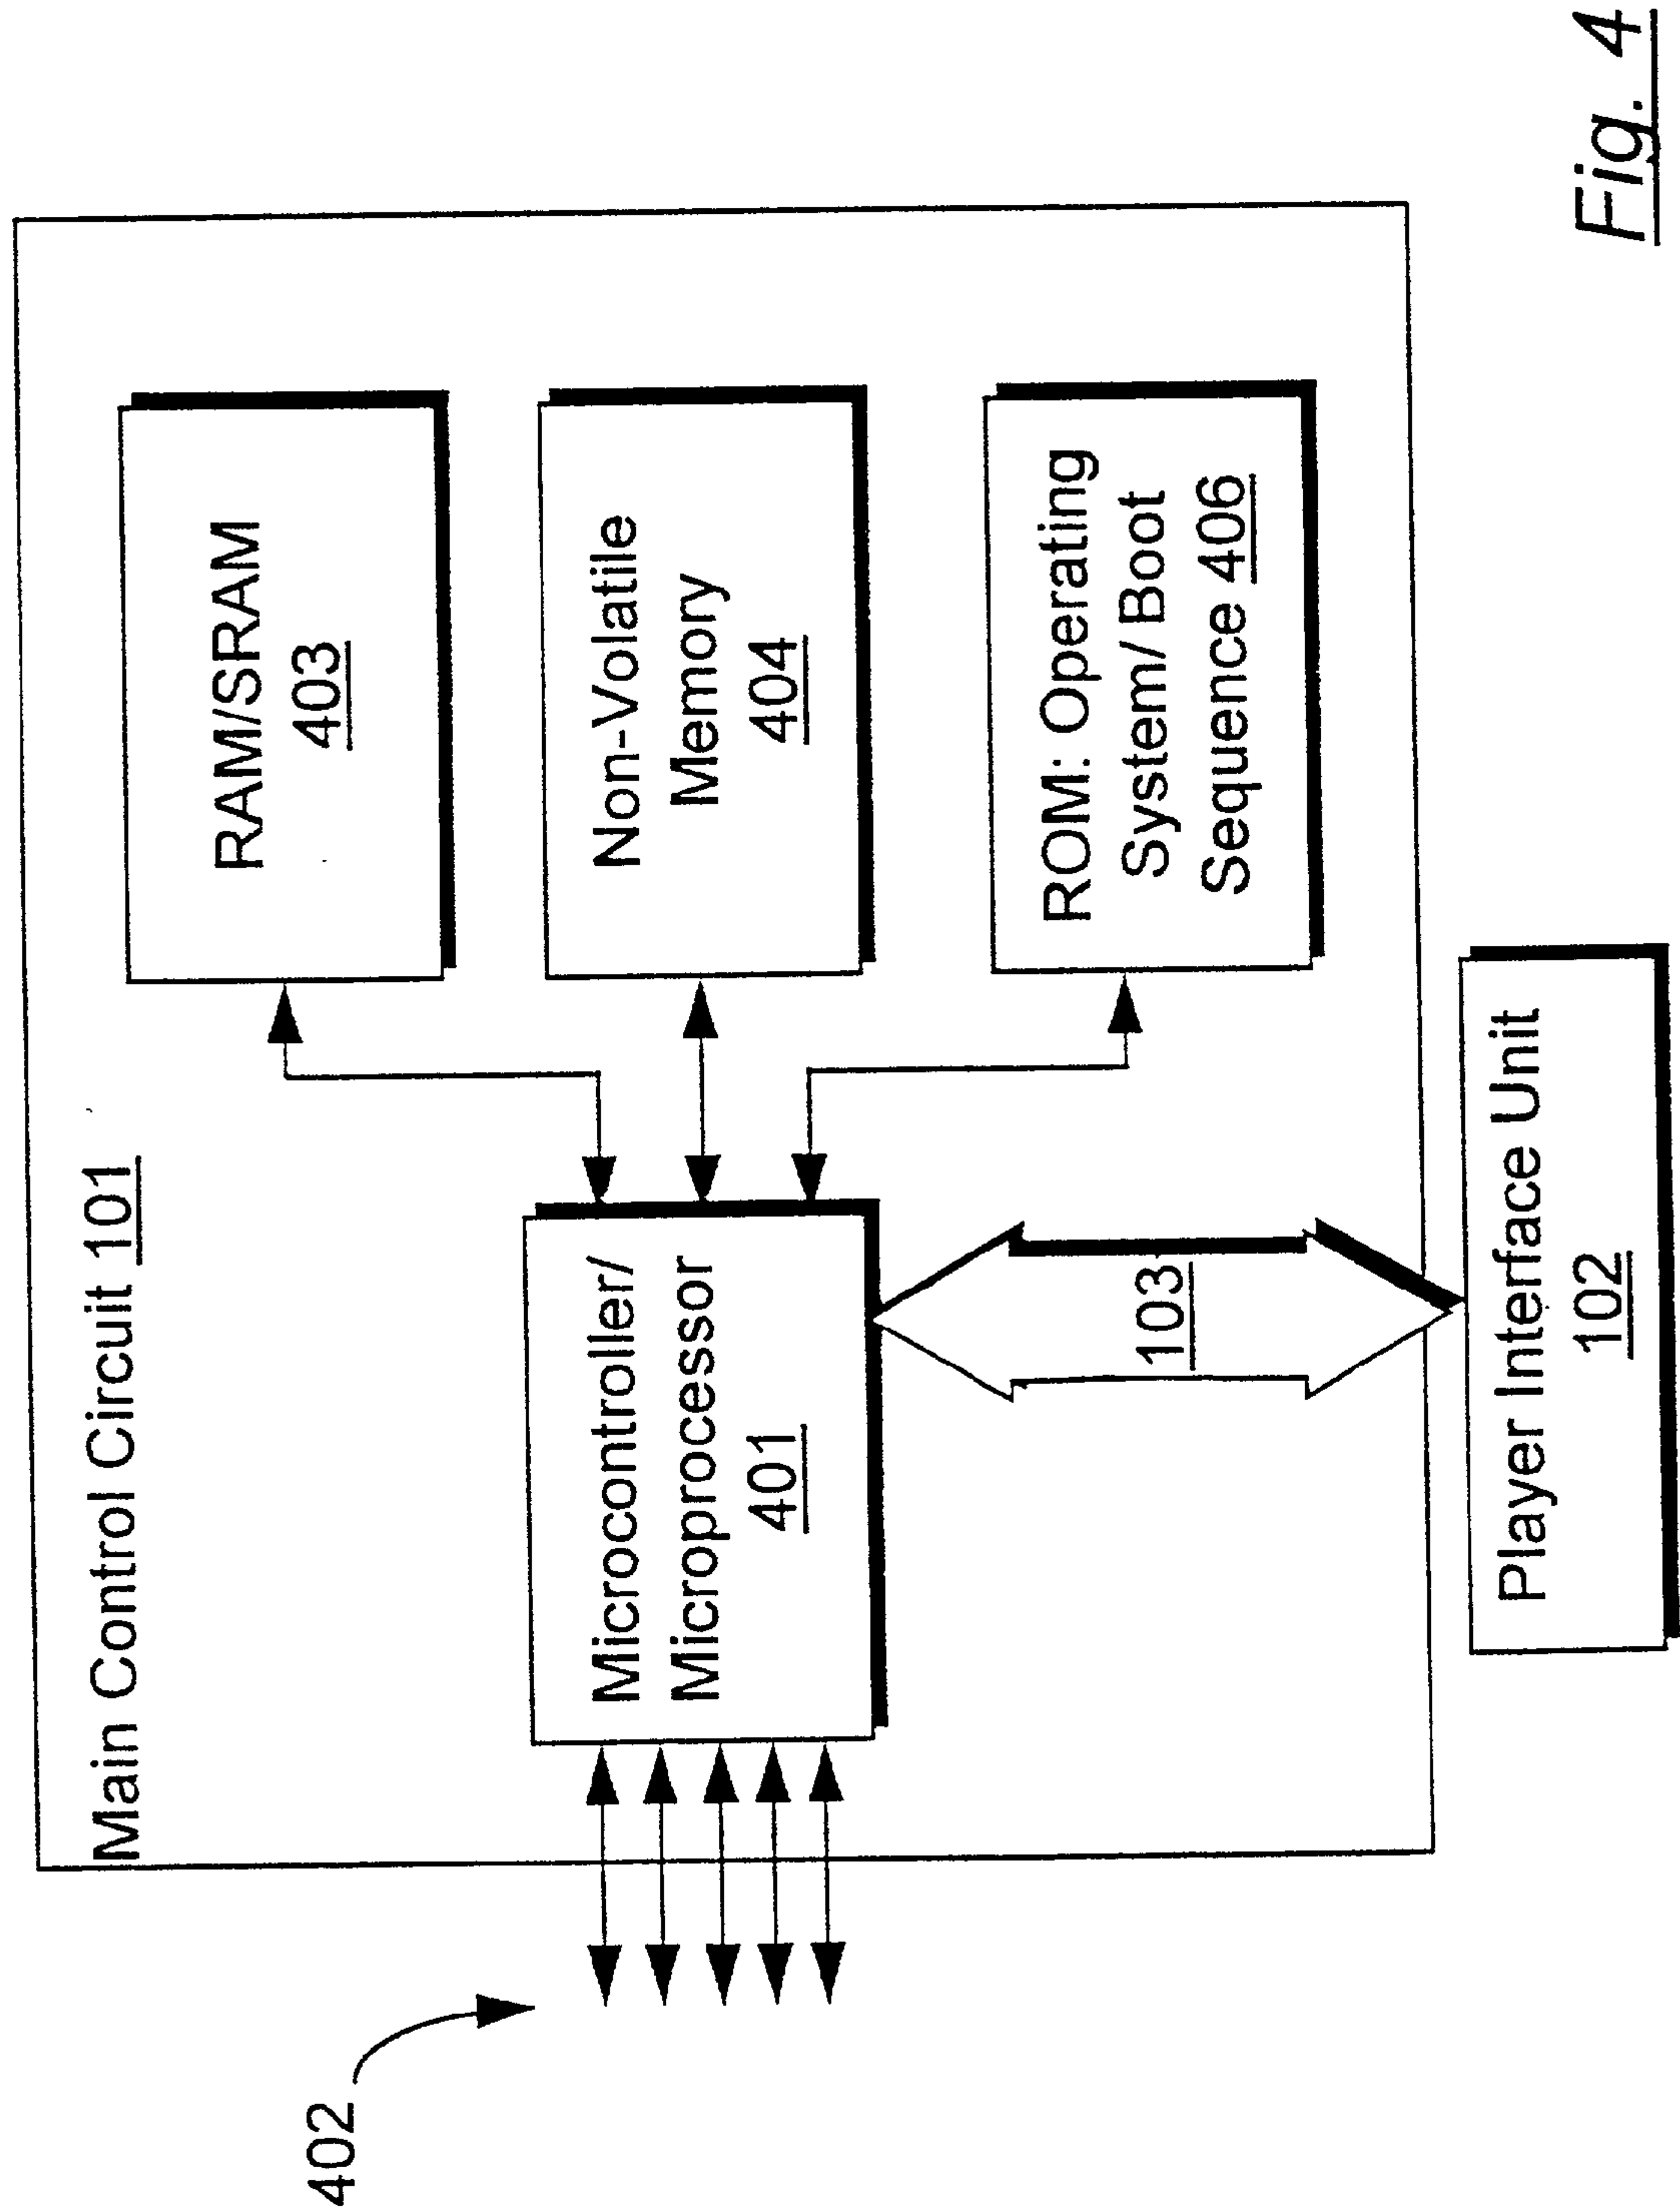 Main Control Circuit 101
RAM/SRAM
403
Microcontroller/
Microprocessor
401
Non-Volatile
Memory
404
ROM: Operating
System/ Boot
Sequence 406
402
103
Player Interface Unit
102
Fig. 4